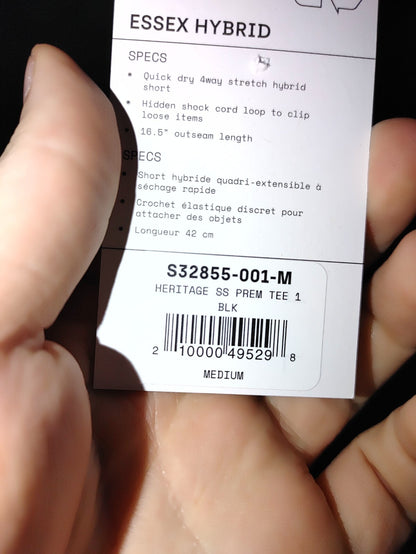 ESSEX HYBRID
SPECS
• Quick dry 4way stretch hybrid
short
• Hidden shock cord loop to clip
loose items
• 16.5" outseam length
SPECS
• Short hybride quadri-extensible à
séchage rapide
• Crochet élastique discret pour
attacher des objets
• Longueur 42 cm
S32855-001-M
HERITAGE SS PREM TEE 1
BLK
2 10000 49529 8
MEDIUM